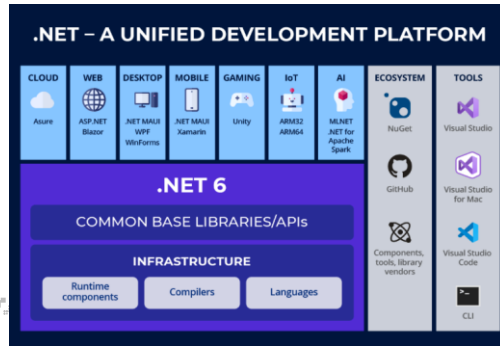 .NET – A UNIFIED DEVELOPMENT PLATFORM
CLOUD
Asure
WEB
ASP.NET
Blazor
DESKTOP
.NET MAUI
WPF
WinForms
MOBILE
.NET MAUI
Xamarin
GAMING
Unity
IoT
ARM32
ARM64
AI
ML.NET
.NET for
Apache
Spark
.NET 6
COMMON BASE LIBRARIES/APIs
INFRASTRUCTURE
Runtime
components
Compilers
Languages
ECOSYSTEM
NuGet
GitHub
Components,
tools, library
vendors
TOOLS
Visual Studio
Visual Studio
for Mac
Visual Studio
Code
>_
CLI